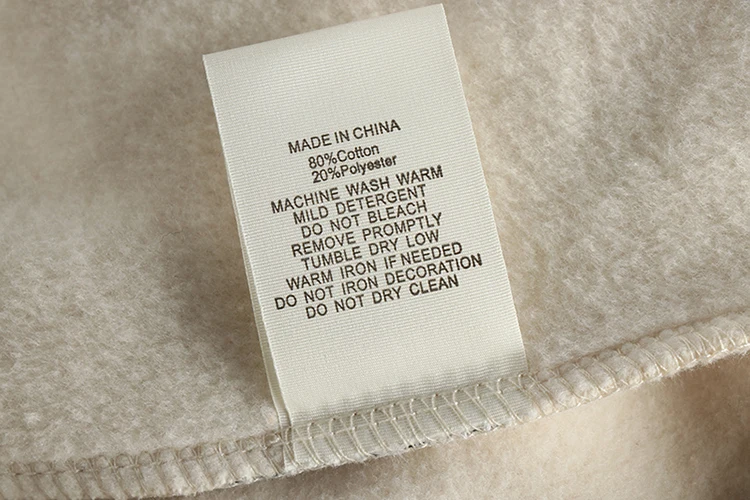 MADE IN CHINA
80%Cotton
20%Polyester
MACHINE WASH WARM
MILD DETERGENT
DO NOT BLEACH
REMOVE PROMPTLY
TUMBLE DRY LOW
WARM IRON IF NEEDED
DO NOT IRON DECORATION
DO NOT DRY CLEAN